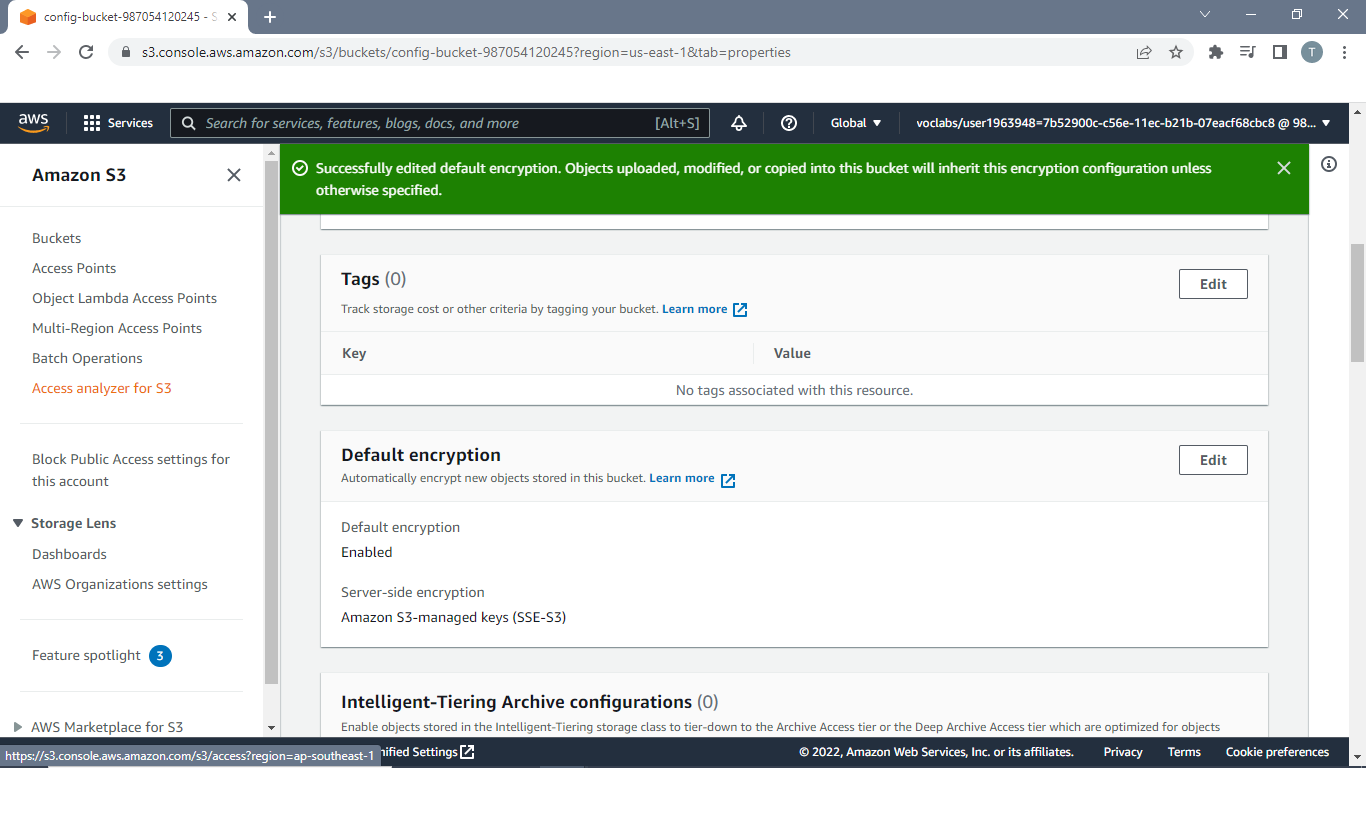 config-bucket-987054120245 - S
s3.console.aws.amazon.com/s3/buckets/config-bucket-987054120245?region=us-east-1&tab=properties
T
aws
Services
Search for services, features, blogs, docs, and more
[Alt+S]
Global
voclabs/user1963948=7b52900c-c56e-11ec-b21b-07eacf68cbc8 @ 98...
Amazon S3
Buckets
Access Points
Object Lambda Access Points
Multi-Region Access Points
Batch Operations
Access analyzer for S3
Block Public Access settings for
this account
Storage Lens
Dashboards
AWS Organizations settings
Feature spotlight 3
AWS Marketplace for S3
Successfully edited default encryption. Objects uploaded, modified, or copied into this bucket will inherit this encryption configuration unless
otherwise specified.
Tags (0)
Edit
Track storage cost or other criteria by tagging your bucket. Learn more
Key
Value
No tags associated with this resource.
Default encryption
Edit
Automatically encrypt new objects stored in this bucket. Learn more
Default encryption
Enabled
Server-side encryption
Amazon S3-managed keys (SSE-S3)
Intelligent-Tiering Archive configurations (0)
Enable objects stored in the Intelligent-Tiering storage class to tier-down to the Archive Access tier or the Deep Archive Access tier which are optimized for objects
https://s3.console.aws.amazon.com/s3/access?region=ap-southeast-1
nified Settings
© 2022, Amazon Web Services, Inc. or its affiliates.
Privacy
Terms
Cookie preferences